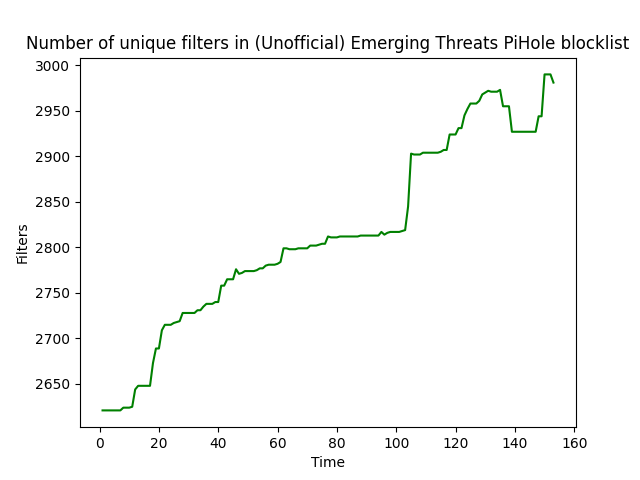 Number of unique filters in (Unofficial) Emerging Threats PiHole blocklist
3000
2950
2900
2850
2800
2750
2700
2650
Filters
0 20 40 60 80 100 120 140 160
Time